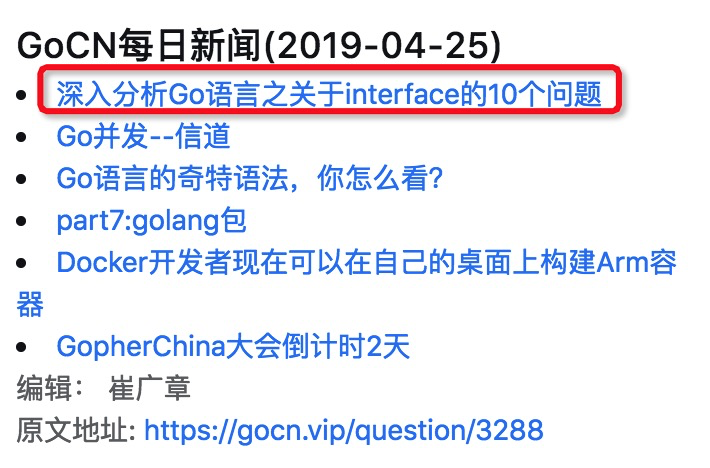 GoCN每日新闻(2019-04-25)
• 深入分析Go语言之关于interface的10个问题
• Go并发--信道
• Go语言的奇特语法，你怎么看？
• part7:golang包
• Docker开发者现在可以在自己的桌面上构建Arm容
器
• GopherChina大会倒计时2天
编辑： 崔广章
原文地址: https://gocn.vip/question/3288